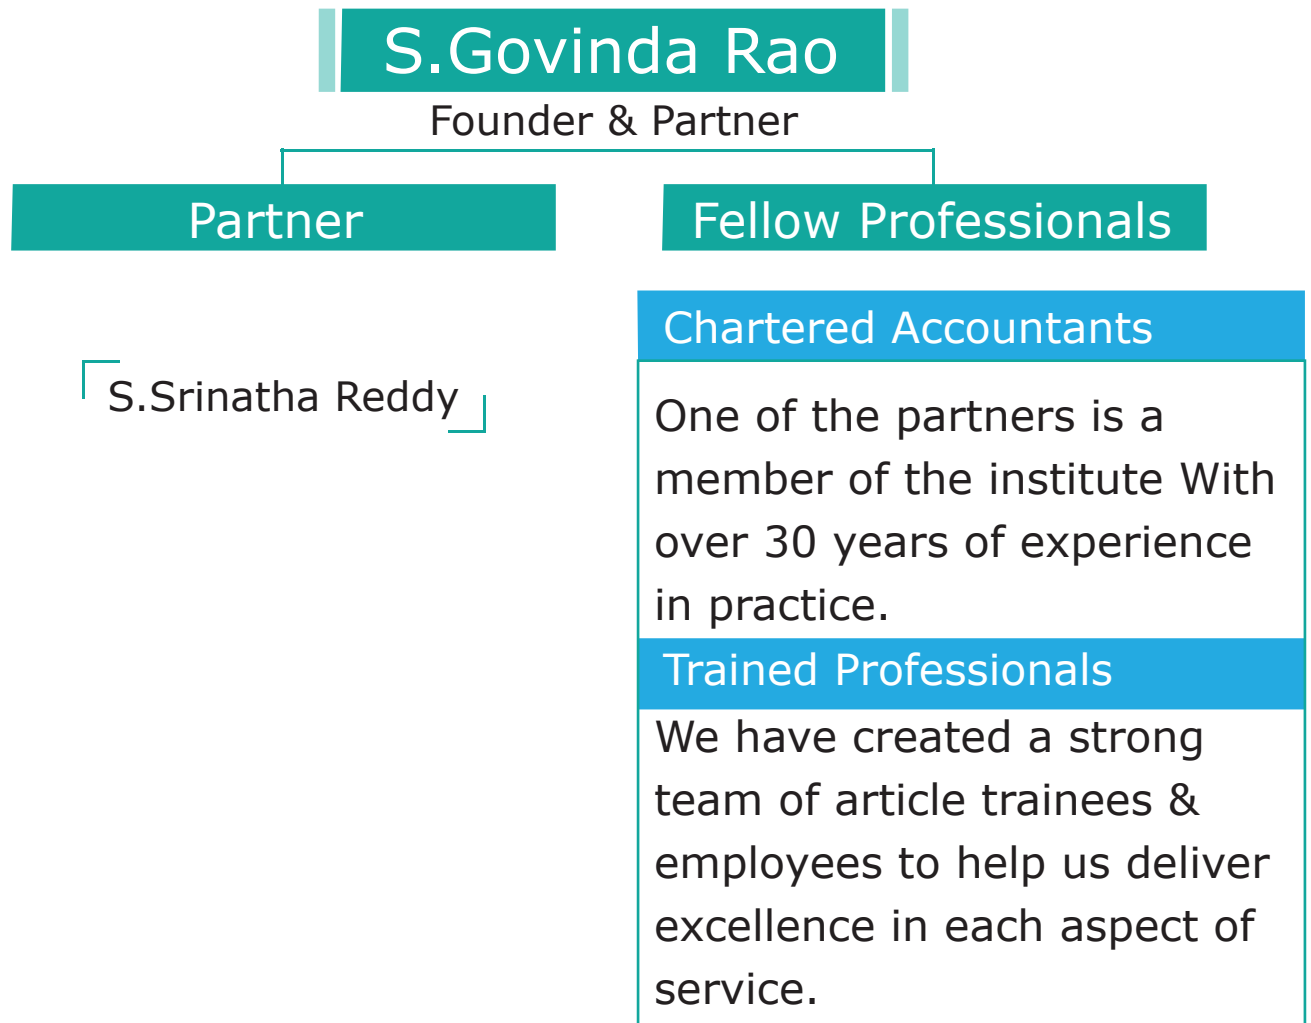 S.Govinda Rao
Founder & Partner
Partner
Fellow Professionals
S.Srinatha Reddy
Chartered Accountants
One of the partners is a
member of the institute With
over 30 years of experience
in practice.
Trained Professionals
We have created a strong
team of article trainees &
employees to help us deliver
excellence in each aspect of
service.